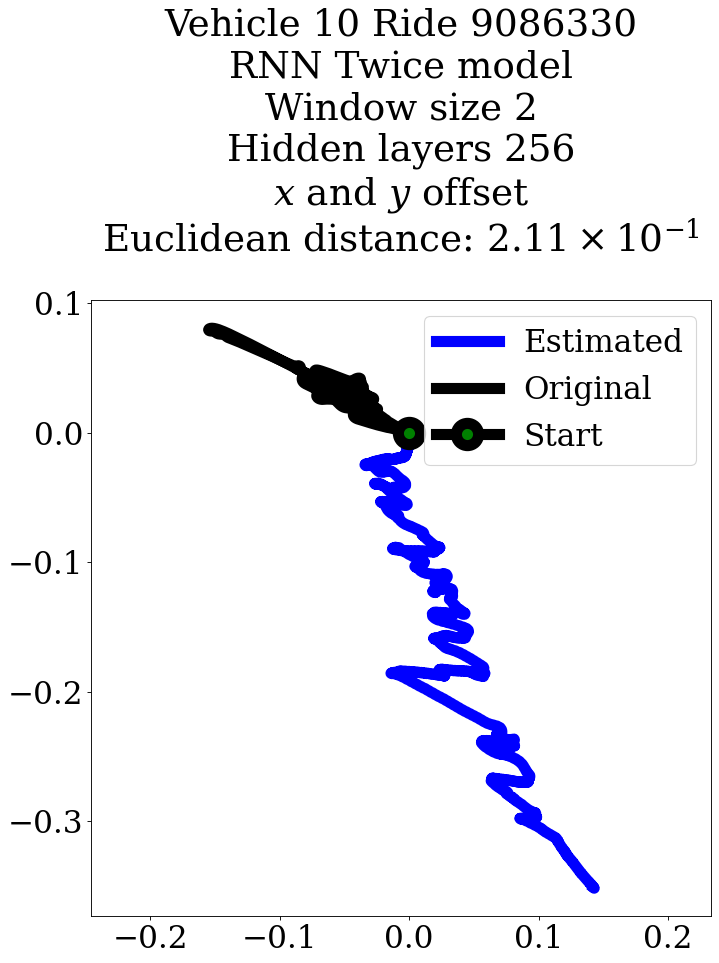 Vehicle 10 Ride 9086330
RNN Twice model
Window size 2
Hidden layers 256
x and y offset
Euclidean distance: 2.11 × 10⁻¹
0.1
0.0
−0.1
−0.2
−0.3
Estimated
Original
Start
−0.2 −0.1 0.0 0.1 0.2